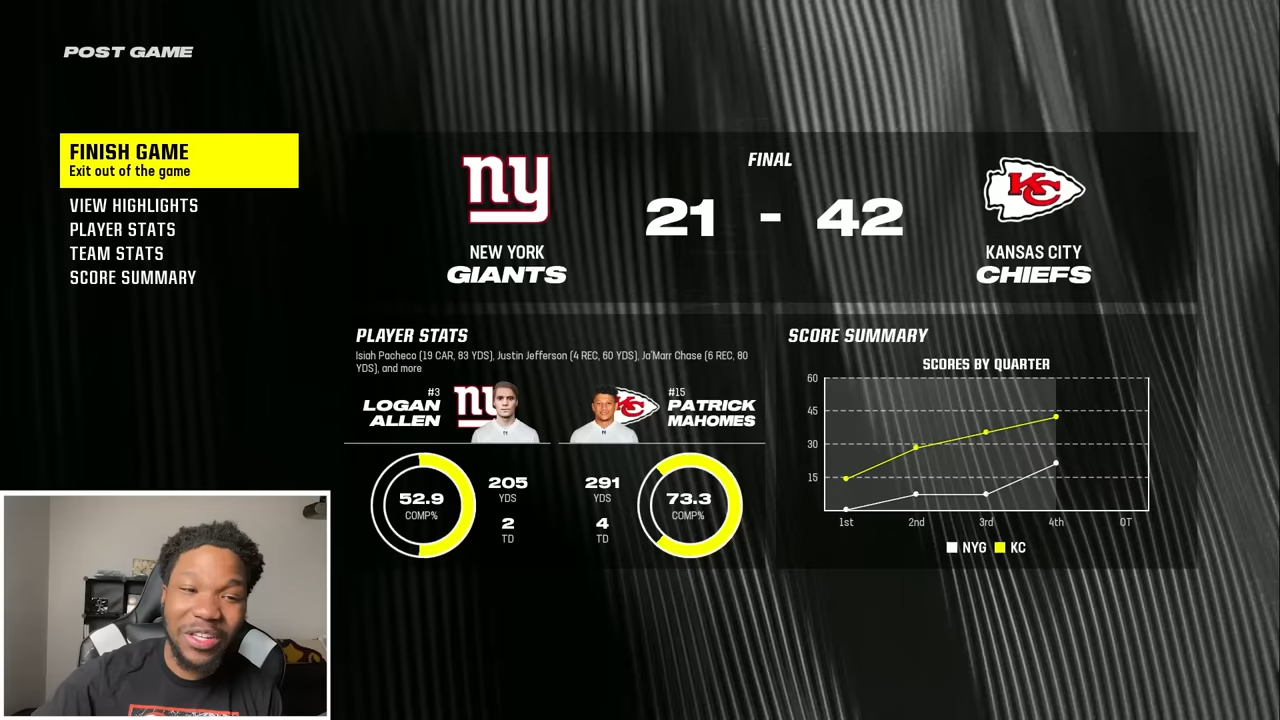 POST GAME
FINISH GAME
Exit out of the game
VIEW HIGHLIGHTS
PLAYER STATS
TEAM STATS
SCORE SUMMARY
ny
NEW YORK
GIANTS
FINAL
21 - 42
KC
KANSAS CITY
CHIEFS
PLAYER STATS
Isiah Pacheco (19 CAR, 83 YDS), Justin Jefferson (4 REC, 60 YDS), Ja'Marr Chase (6 REC, 80
YDS), and more
#3
LOGAN
ALLEN
ny
KC
#15
PATRICK
MAHOMES
52.9
COMP%
205
YDS
2
TD
291
YDS
4
TD
73.3
COMP%
SCORE SUMMARY
SCORES BY QUARTER
60
45
30
15
1st 2nd 3rd 4th OT
NYG KC